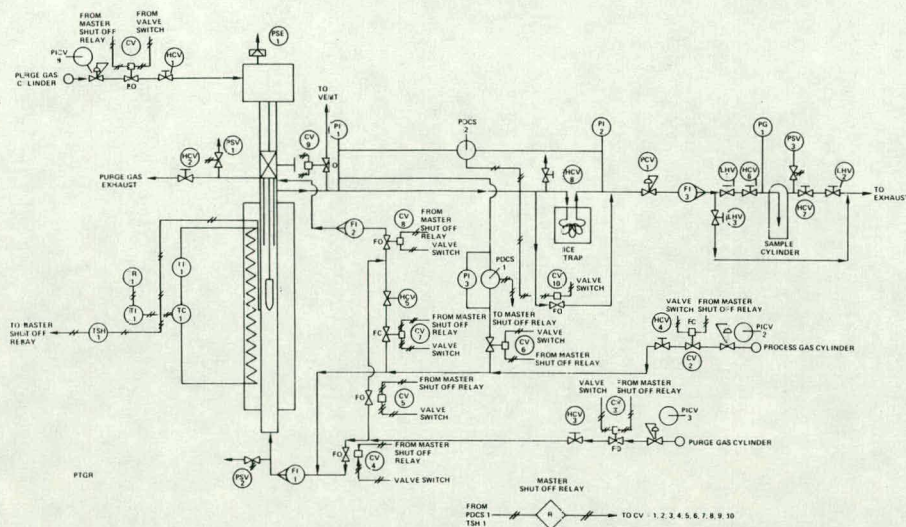 FROM MASTER SHUT OFF RELAY
FROM VALVE SWITCH
CV
PICV
HCV 1
PURGE GAS CYLINDER
PSE 1
TO VENT
CV 9
PI 1
PDCS 2
PI 2
PSV 1
HCV 2
PURGE GAS EXHAUST
HCV 8
PCV 1
FI 3
LHV
HCV 6
PG 1
PSV 3
HCV 7
LHV 2
TO EXHAUST
LHV 3
SAMPLE CYLINDER
ICE TRAP
FI 2
FO
CV 8
FROM MASTER SHUT OFF RELAY
VALVE SWITCH
PDCS 1
PI 3
CV 10
VALVE SWITCH
FO
HCV 5
FC
CV 7
FROM MASTER SHUT OFF RELAY
VALVE SWITCH
TO MASTER SHUT OFF RELAY
VALVE SWITCH
CV 6
FROM MASTER SHUT OFF RELAY
R 1
TI 1
TC 1
TSH 1
TO MASTER SHUT OFF
HCV 4
VALVE SWITCH
FROM MASTER SHUT OFF RELAY
FC
CV 2
PICV 2
PROCESS GAS CYLINDER
FO
CV 5
FROM MASTER SHUT OFF RELAY
VALVE SWITCH
VALVE SWITCH
FROM MASTER SHUT OFF RELAY
HCV 3
CV 3
FO
PICV 3
PURGE GAS CYLINDER
FO
CV 4
FROM MASTER SHUT OFF RELAY
VALVE SWITCH
PSV 2
FI 1
PTGR
MASTER SHUT OFF RELAY
FROM PDCS 1 TSH 1
R
TO CV 1, 2, 3, 4, 5, 6, 7, 8, 9, 10